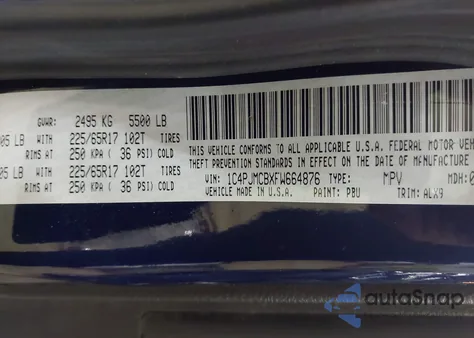 GVWR: 2495 KG 5500 LB
05 LB WITH 225/65R17 102T TIRES
RIMS AT 250 KPA ( 36 PSI) COLD
05 LB WITH 225/65R17 102T TIRES
RIMS AT 250 KPA ( 36 PSI) COLD
THIS VEHICLE CONFORMS TO ALL APPLICABLE U.S.A. FEDERAL MOTOR VEH
THEFT PREVENTION STANDARDS IN EFFECT ON THE DATE OF MANUFACTURE
VIN: 1C4PJMCBXFW664876 TYPE: MPV MDH: 0
VEHICLE MADE IN U.S.A. PAINT: PBU TRIM: ALX9
autoSnap